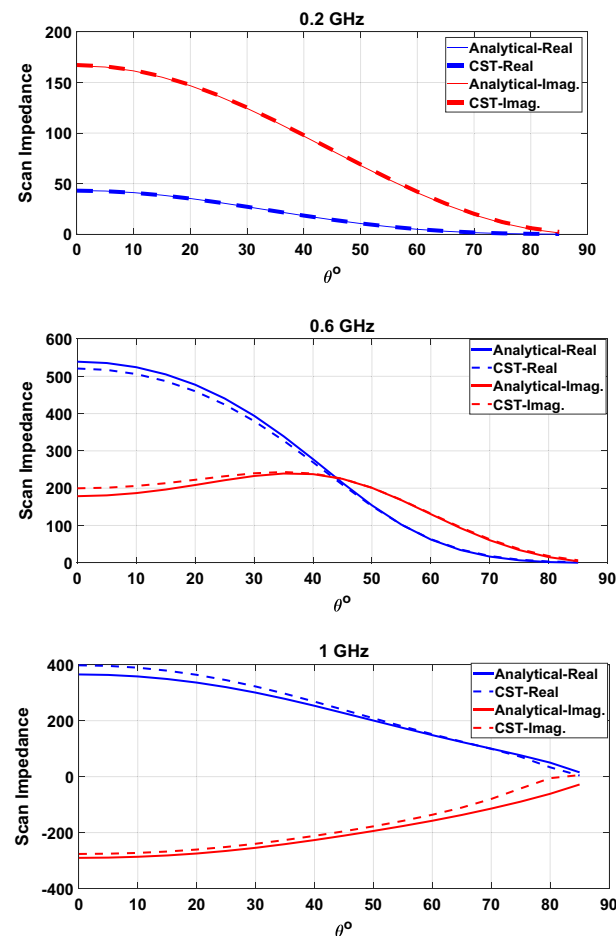 0.2 GHz
200
150
100
50
0
Scan Impedance
0 10 20 30 40 50 60 70 80 90
θ°
Analytical-Real
CST-Real
Analytical-Imag.
CST-Imag.
0.6 GHz
600
500
400
300
200
100
0
Scan Impedance
0 10 20 30 40 50 60 70 80 90
θ°
Analytical-Real
CST-Real
Analytical-Imag.
CST-Imag.
1 GHz
400
200
0
-200
-400
Scan Impedance
0 10 20 30 40 50 60 70 80 90
θ°
Analytical-Real
CST-Real
Analytical-Imag.
CST-Imag.